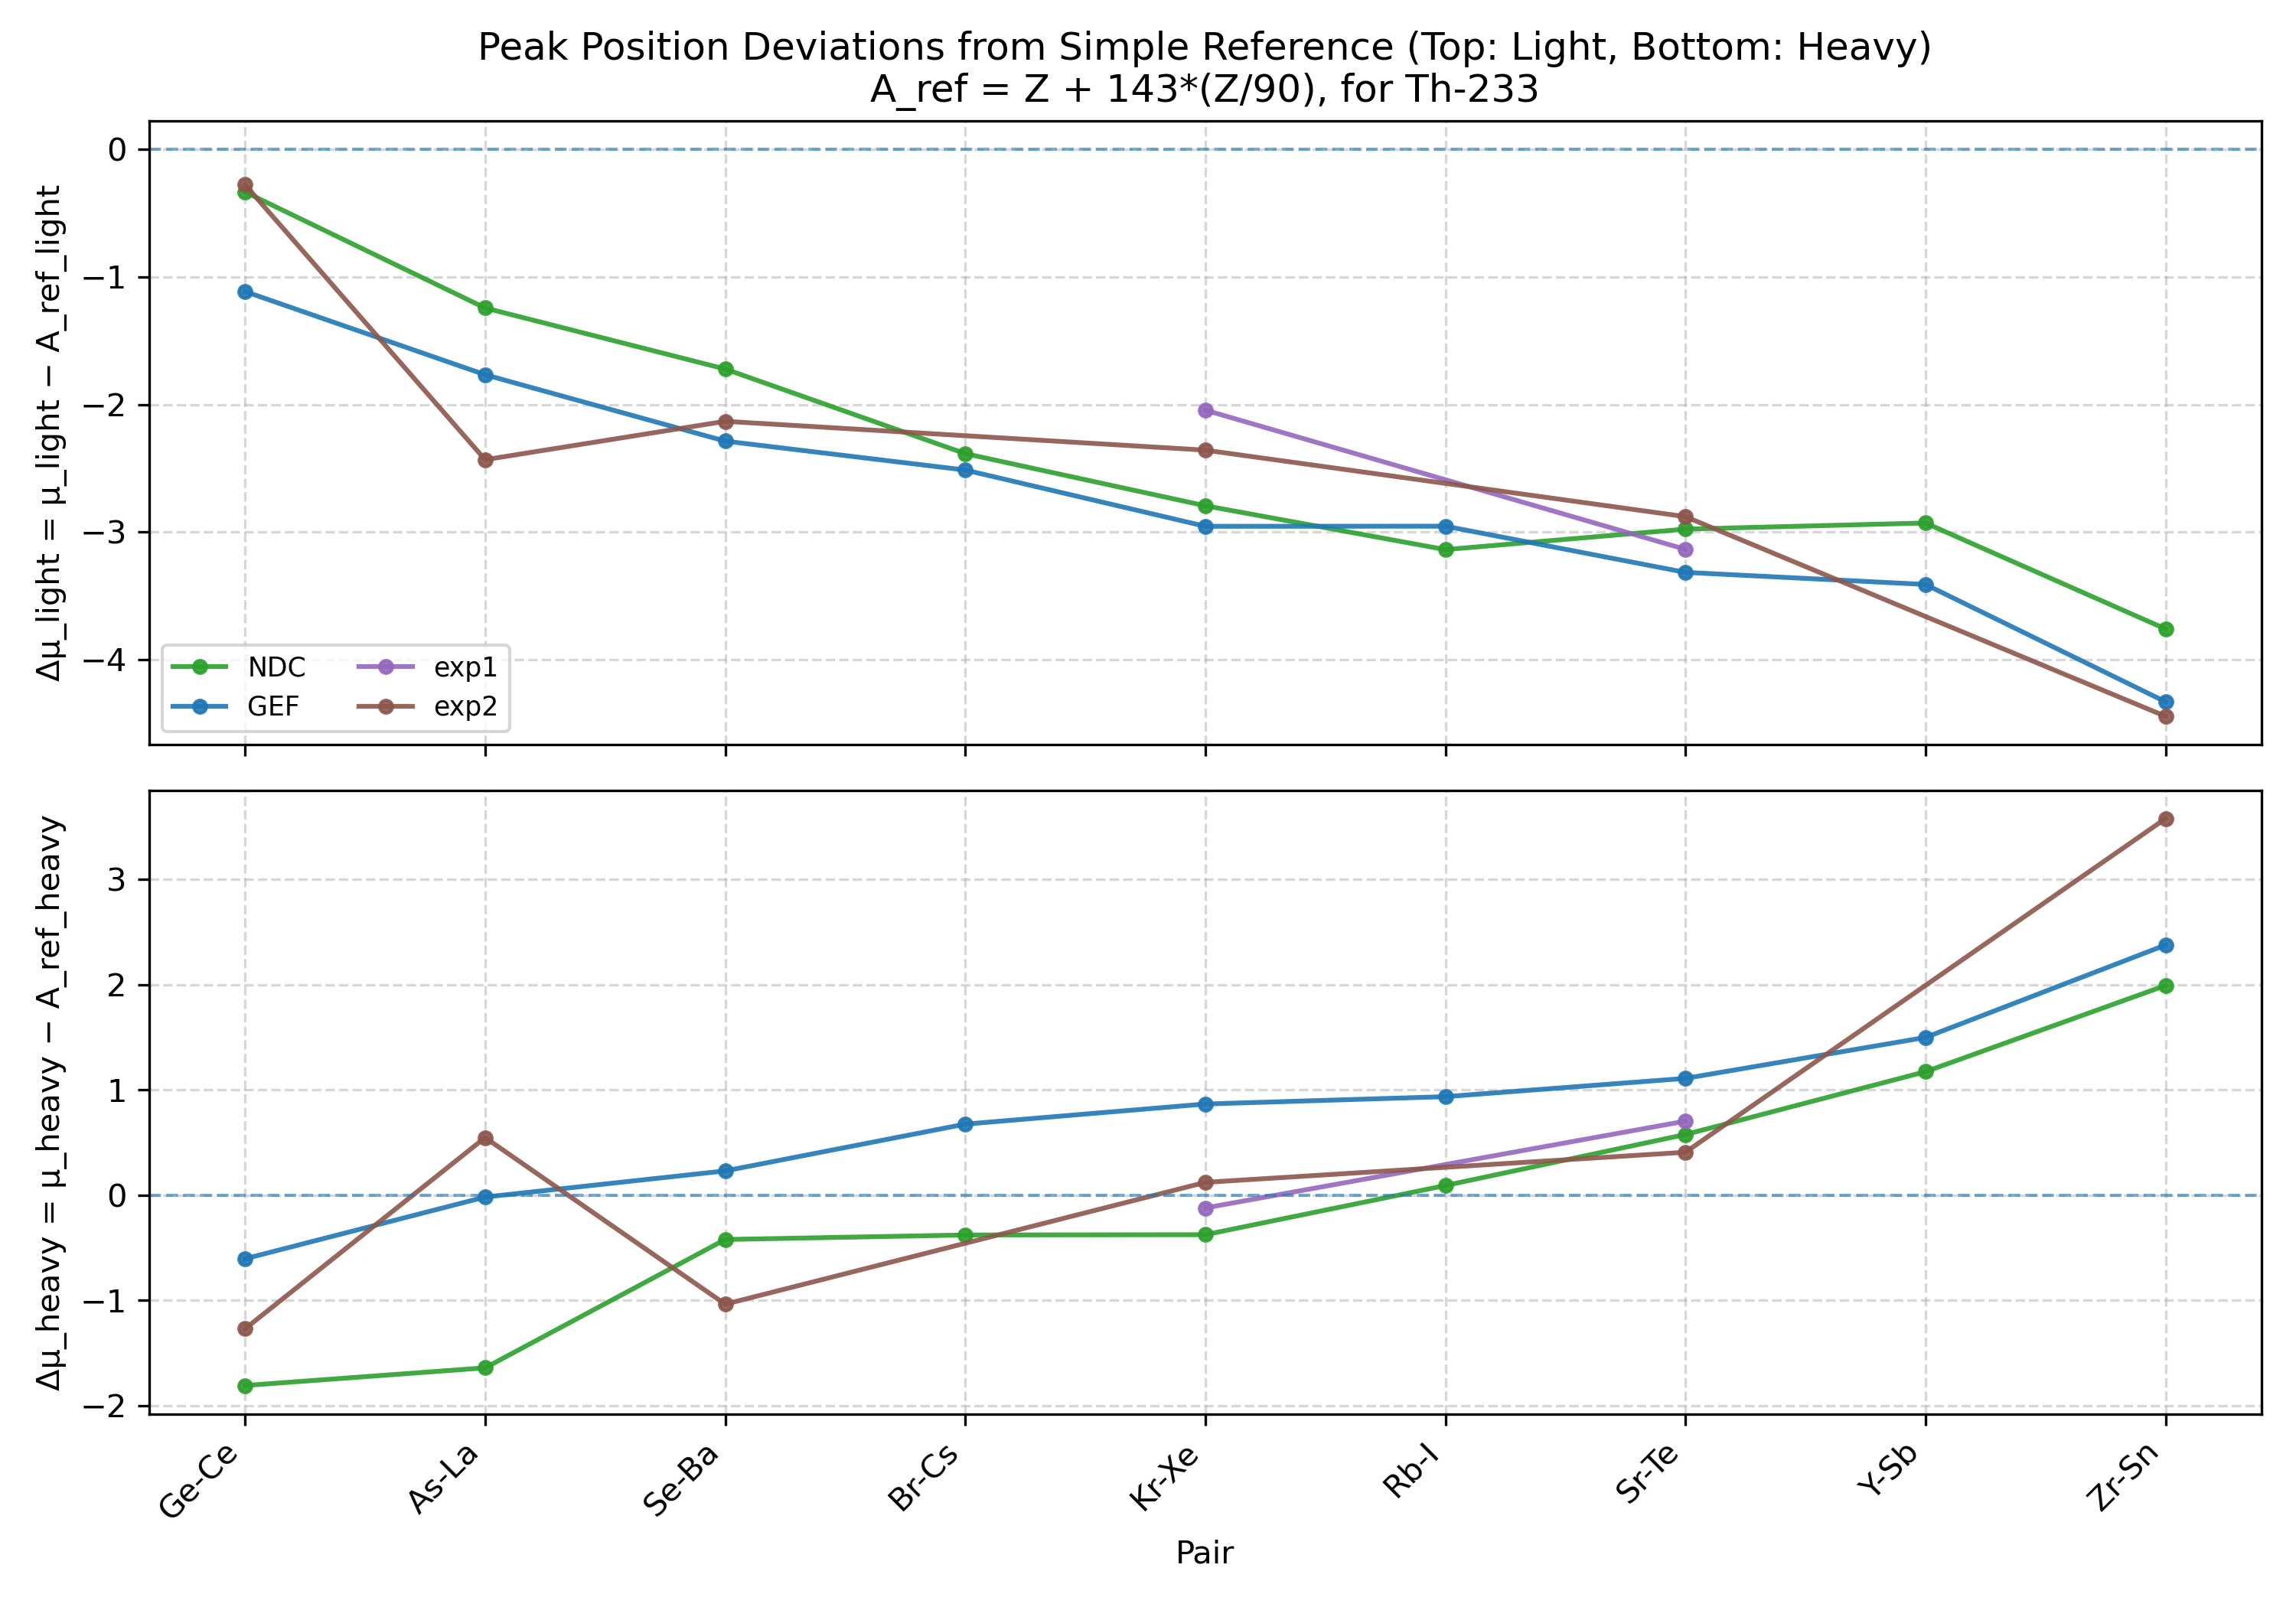 Peak Position Deviations from Simple Reference (Top: Light, Bottom: Heavy)
A_ref = Z + 143*(Z/90), for Th-233
Δμ_light = μ_light − A_ref_light
0
−1
−2
−3
−4
NDC
GEF
exp1
exp2
Δμ_heavy = μ_heavy − A_ref_heavy
3
2
1
0
−1
−2
Ge-Ce
As-La
Se-Ba
Br-Cs
Kr-Xe
Rb-I
Sr-Te
Y-Sb
Zr-Sn
Pair